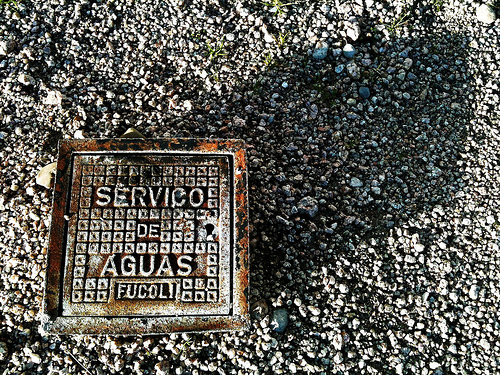 SERVICO
DE
AGUAS
FUCOLI